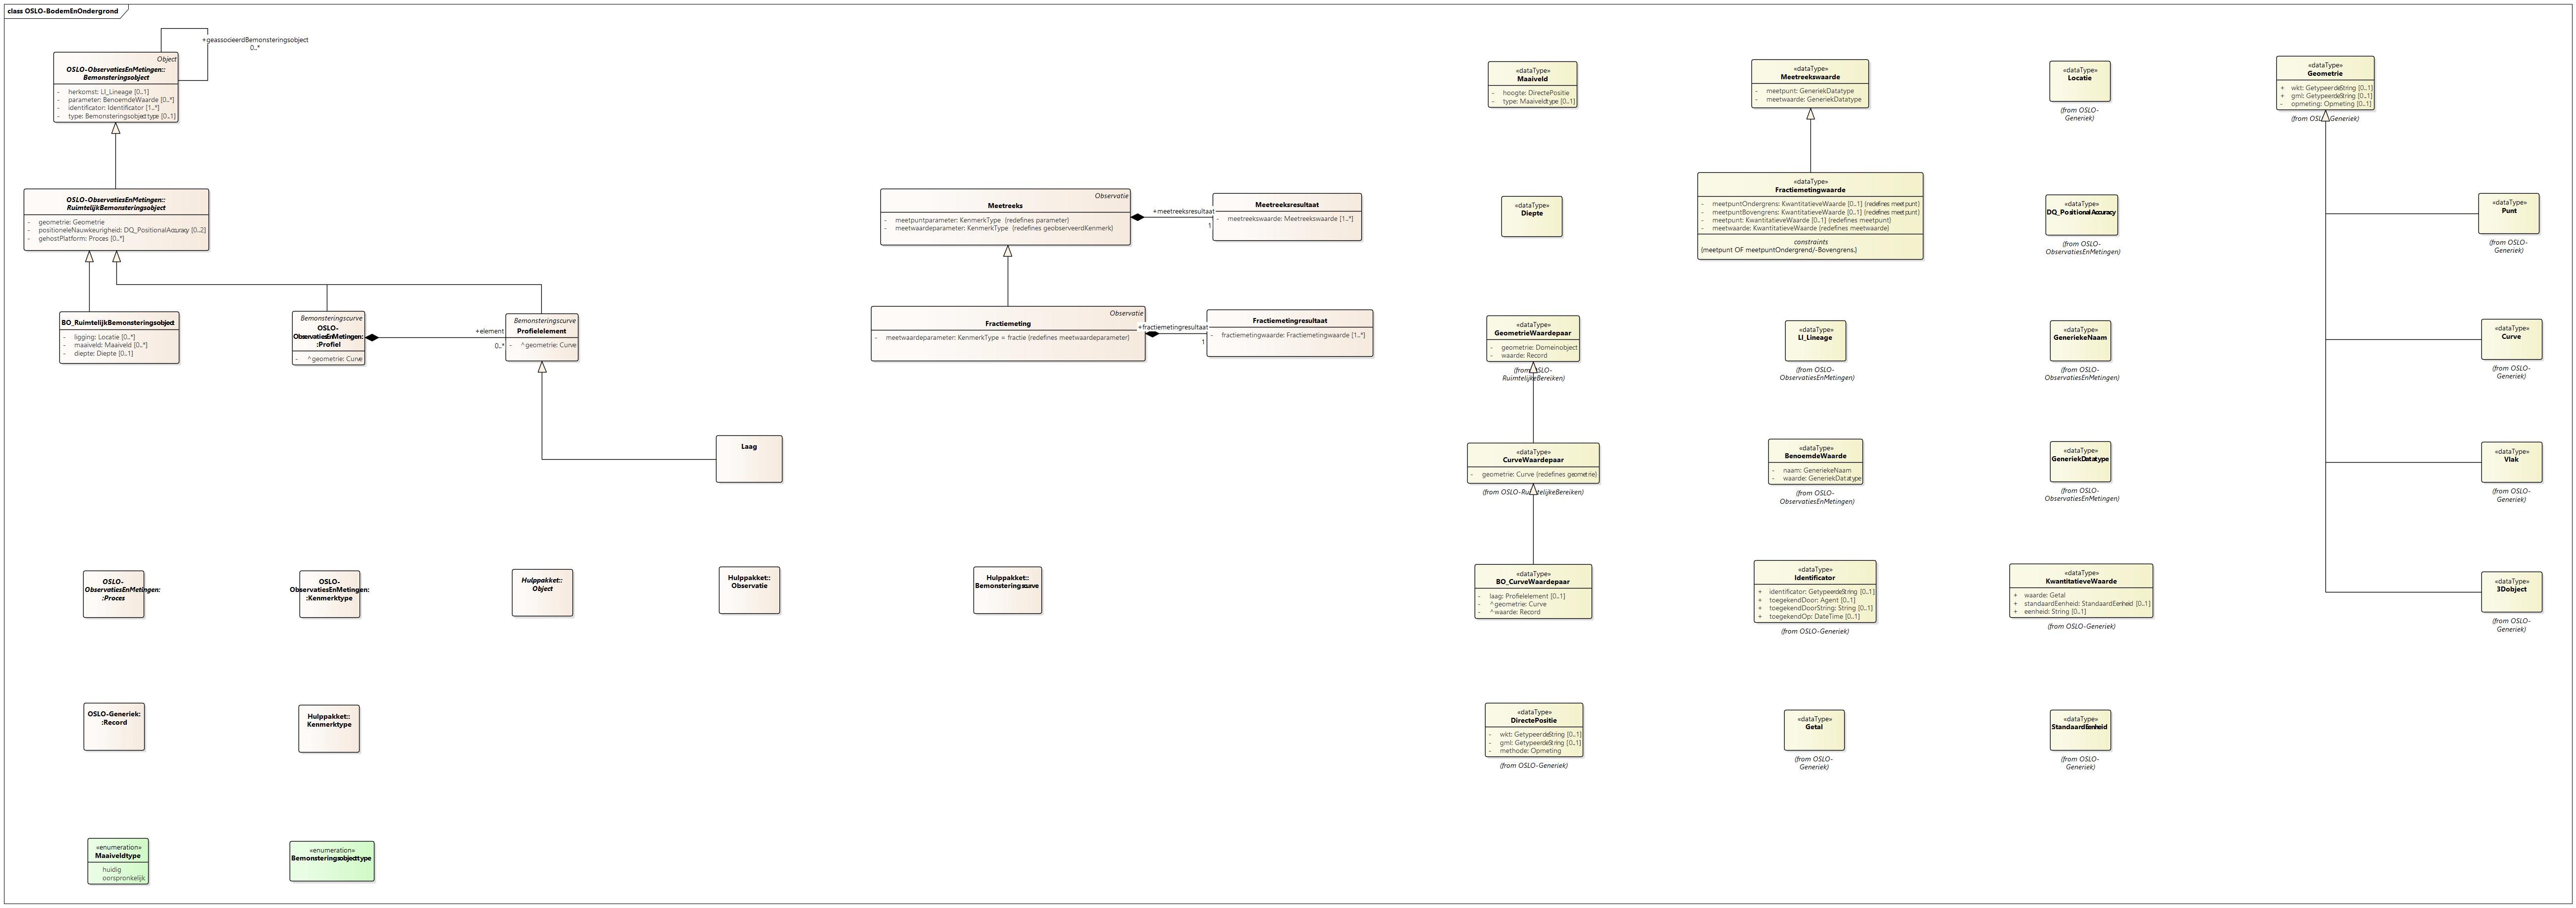 class OSLO-BodemEnOndergrond
+geassocieerdBemonsteringsobject
0..*
Object
OSLO-ObservatiesEnMetingen::
Bemonsteringsobject
- herkomst: LI_Lineage [0..1]
- parameter: BenoemdeWaarde [0..*]
- identificator: Identificator [1..*]
- type: Bemonsteringsobjecttype [0..1]
OSLO-ObservatiesEnMetingen::
RuimtelijkBemonsteringsobject
- geometrie: Geometrie
- positioneleNauwkeurigheid: DQ_PositionalAccuracy [0..2]
- gehostPlatform: Proces [0..*]
BO_RuimtelijkBemonsteringsobject
- ligging: Locatie [0..*]
- maaiveld: Maaiveld [0..*]
- diepte: Diepte [0..1]
Bemonsteringscurve
OSLO-
ObservatiesEnMetingen:
:Profiel
- ^geometrie: Curve
+element
0..*
Bemonsteringscurve
Profielelement
- ^geometrie: Curve
Laag
Observatie
Meetreeks
- meetpuntparameter: KenmerkType {redefines parameter}
- meetwaardeparameter: KenmerkType {redefines geobserveerdKenmerk}
+meetreeksresultaat
1
Meetreeksresultaat
- meetreekswaarde: Meetreekswaarde [1..*]
Observatie
Fractiemeting
- meetwaardeparameter: KenmerkType = fractie {redefines meetwaardeparameter}
+fractiemetingresultaat
1
Fractiemetingresultaat
- fractiemetingwaarde: Fractiemetingwaarde [1..*]
OSLO-
ObservatiesEnMetingen:
:Proces
OSLO-
ObservatiesEnMetingen:
:Kenmerktype
Hulppakket::
Object
Hulppakket::
Observatie
Hulppakket::
Bemonsteringscurve
OSLO-Generiek:
:Record
Hulppakket::
Kenmerktype
«enumeration»
Maaiveldtype
huidig
oorspronkelijk
«enumeration»
Bemonsteringsobjecttype
«dataType»
Maaiveld
- hoogte: DirectePositie
- type: Maaiveldtype [0..1]
«dataType»
Diepte
«dataType»
GeometrieWaardepaar
- geometrie: Domeinobject
- waarde: Record
(from OSLO-
RuimtelijkeBereiken)
«dataType»
CurveWaardepaar
- geometrie: Curve {redefines geometrie}
(from OSLO-RuimtelijkeBereiken)
«dataType»
BO_CurveWaardepaar
- laag: Profielelement [0..1]
- ^geometrie: Curve
- ^waarde: Record
«dataType»
DirectePositie
- wkt: GetypeerdeString [0..1]
- gml: GetypeerdeString [0..1]
- methode: Opmeting
(from OSLO-Generiek)
«dataType»
Meetreekswaarde
- meetpunt: GeneriekDatatype
- meetwaarde: GeneriekDatatype
«dataType»
Fractiemetingwaarde
- meetpuntOndergrens: KwantitatieveWaarde [0..1] {redefines meetpunt}
- meetpuntBovengrens: KwantitatieveWaarde [0..1] {redefines meetpunt}
- meetpunt: KwantitatieveWaarde [0..1] {redefines meetpunt}
- meetwaarde: KwantitatieveWaarde {redefines meetwaarde}
constraints
{meetpunt OF meetpuntOndergrend/-Bovengrens.}
«dataType»
LI_Lineage
(from OSLO-
ObservatiesEnMetingen)
«dataType»
BenoemdeWaarde
- naam: GeneriekeNaam
- waarde: GeneriekDatatype
(from OSLO-
ObservatiesEnMetingen)
«dataType»
Identificator
+ identificator: GetypeerdeString [0..1]
+ toegekendDoor: Agent [0..1]
+ toegekendDoorString: String [0..1]
+ toegekendOp: DateTime [0..1]
(from OSLO-Generiek)
«dataType»
Getal
(from OSLO-
Generiek)
«dataType»
Locatie
(from OSLO-
Generiek)
«dataType»
DQ_PositionalAccuracy
(from OSLO-
ObservatiesEnMetingen)
«dataType»
GeneriekeNaam
(from OSLO-
ObservatiesEnMetingen)
«dataType»
GeneriekDatatype
(from OSLO-
ObservatiesEnMetingen)
«dataType»
KwantitatieveWaarde
+ waarde: Getal
+ standaardEenheid: StandaardEenheid [0..1]
+ eenheid: String [0..1]
(from OSLO-Generiek)
«dataType»
StandaardEenheid
(from OSLO-
Generiek)
«dataType»
Geometrie
+ wkt: GetypeerdeString [0..1]
+ gml: GetypeerdeString [0..1]
- opmeting: Opmeting [0..1]
(from OSLO-Generiek)
«dataType»
Punt
(from OSLO-
Generiek)
«dataType»
Curve
(from OSLO-
Generiek)
«dataType»
Vlak
(from OSLO-
Generiek)
«dataType»
3Dobject
(from OSLO-
Generiek)